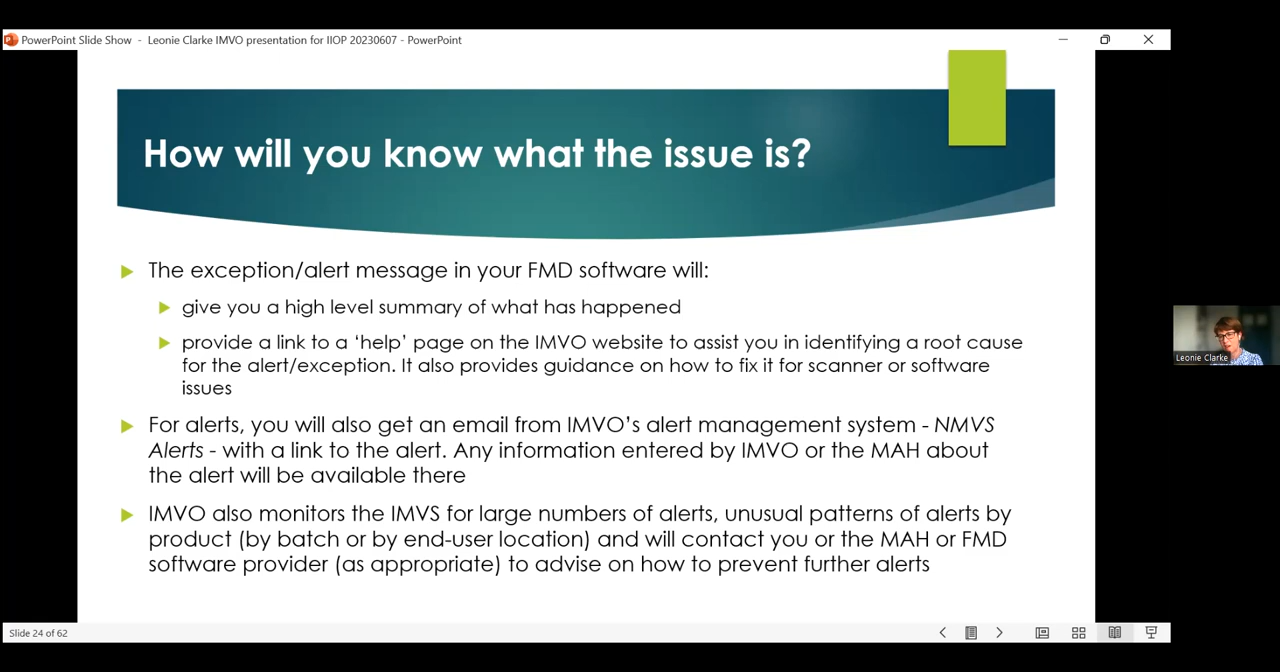 PowerPoint Slide Show - Leonie Clarke IMVO presentation for IIOP 20230607 - PowerPoint
How will you know what the issue is?
The exception/alert message in your FMD software will:
give you a high level summary of what has happened
provide a link to a ‘help’ page on the IMVO website to assist you in identifying a root cause
for the alert/exception. It also provides guidance on how to fix it for scanner or software
issues
For alerts, you will also get an email from IMVO’s alert management system - NMVS
Alerts - with a link to the alert. Any information entered by IMVO or the MAH about
the alert will be available there
IMVO also monitors the IMVS for large numbers of alerts, unusual patterns of alerts by
product (by batch or by end-user location) and will contact you or the MAH or FMD
software provider (as appropriate) to advise on how to prevent further alerts
Leonie Clarke
Slide 24 of 62